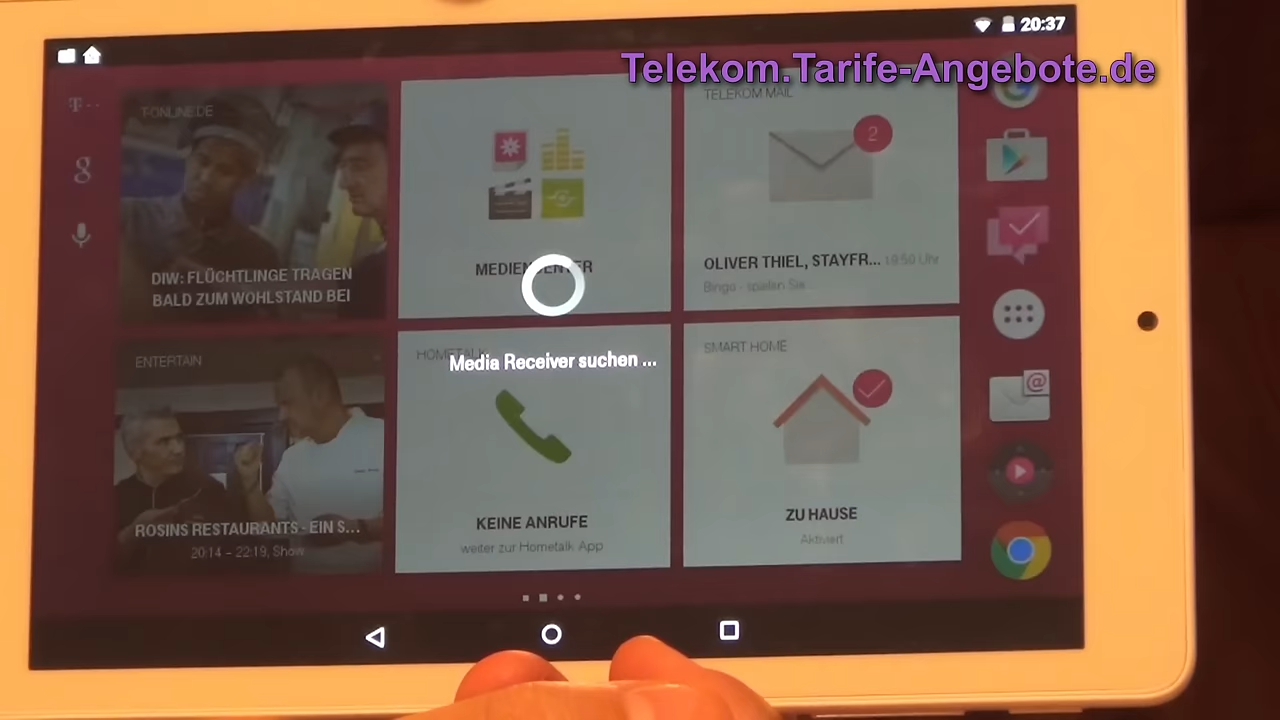 20:37
Telekom.Tarife-Angebote.de
T-ONLINE.DE
DIW: FLÜCHTLINGE TRAGEN
BALD ZUM WOHLSTAND BEI
MEDIENCENTER
TELEKOM MAIL
2
OLIVER THIEL, STAYFR... 19:50 Uhr
Bingo - spielen Sie...
Media Receiver suchen ...
ENTERTAIN
ROSINS RESTAURANTS - EIN S...
20:14 – 22:19, Show
HOMETALK
KEINE ANRUFE
weiter zur Hometalk App
SMART HOME
ZU HAUSE
Aktiviert
T
g
@